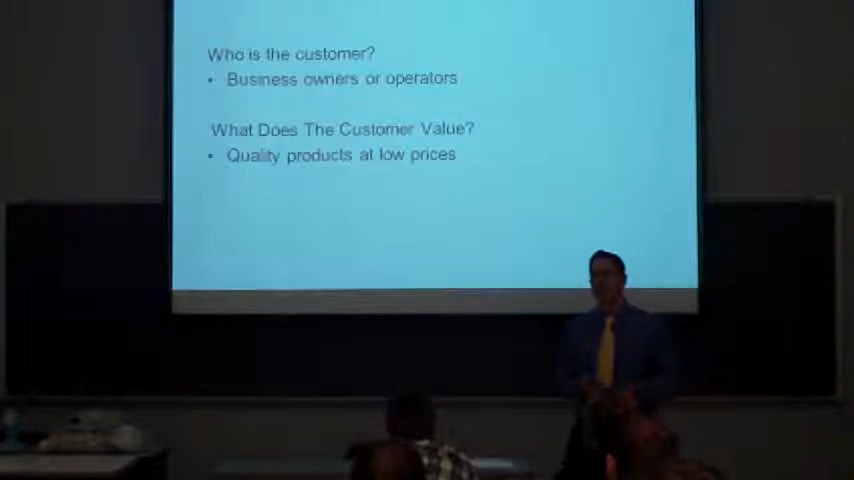 Who is the customer?
• Business owners or operators
What Does The Customer Value?
• Quality products at low prices